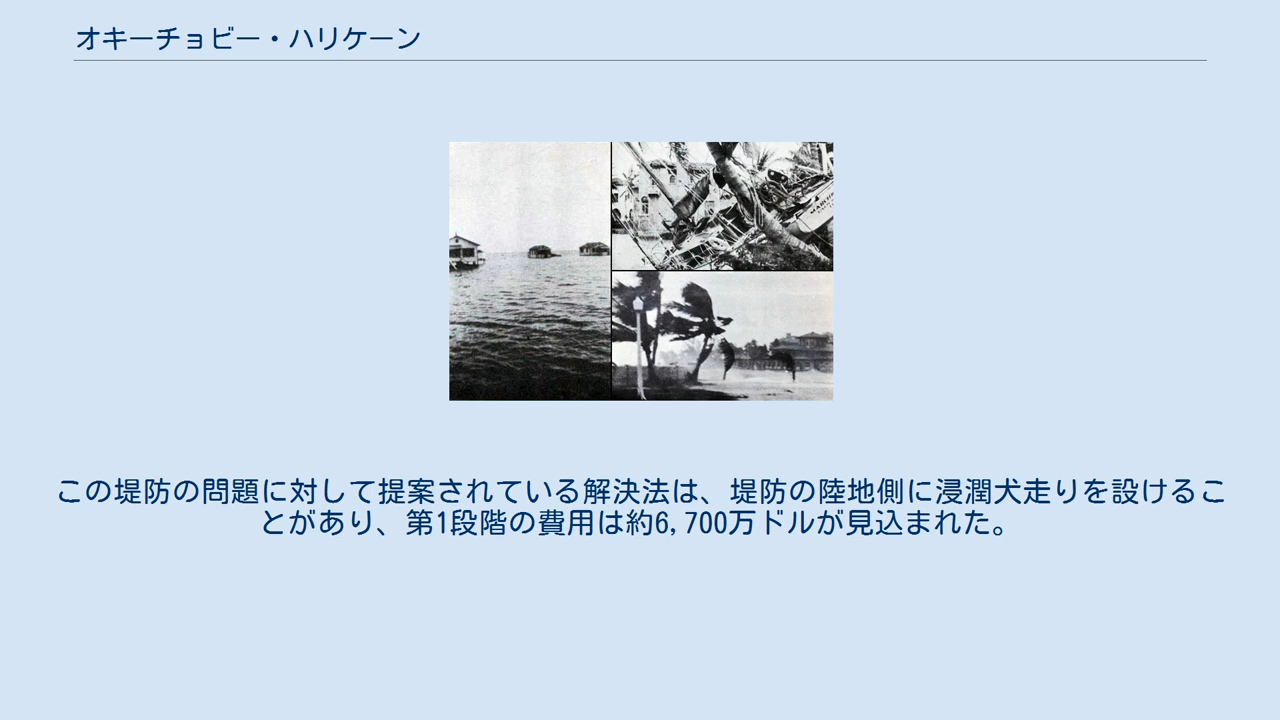 オキーチョビー・ハリケーン
この堤防の問題に対して提案されている解決法は、堤防の陸地側に浸潤犬走りを設けるこ
とがあり、第1段階の費用は約6,700万ドルが見込まれた。